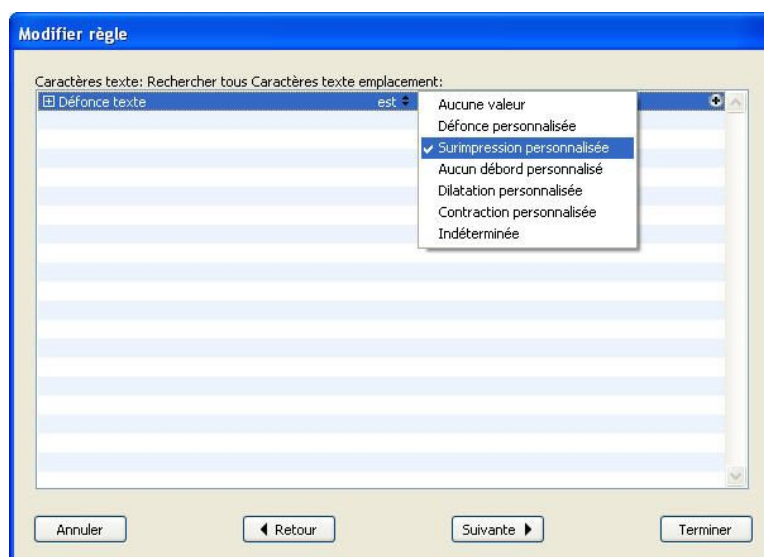 Modifier règle
Caractères texte: Rechercher tous Caractères texte emplacement:
Défonce texte est
Aucune valeur
Défonce personnalisée
Surimpression personnalisée
Aucun débord personnalisé
Dilatation personnalisée
Contraction personnalisée
Indéterminée
Annuler Retour Suivante Terminer